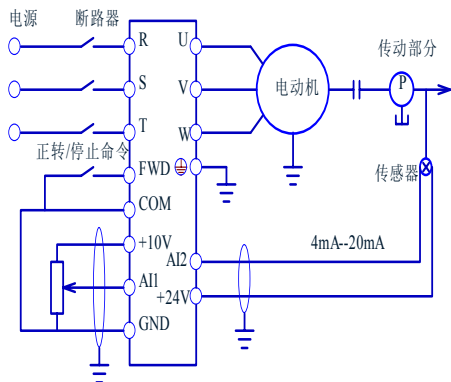 电源
断路器
R
U
S
V
T
W
电动机
传动部分
P
正转/停止命令
FWD
COM
传感器
+10V
4mA--20mA
AI2
AI1
+24V
GND